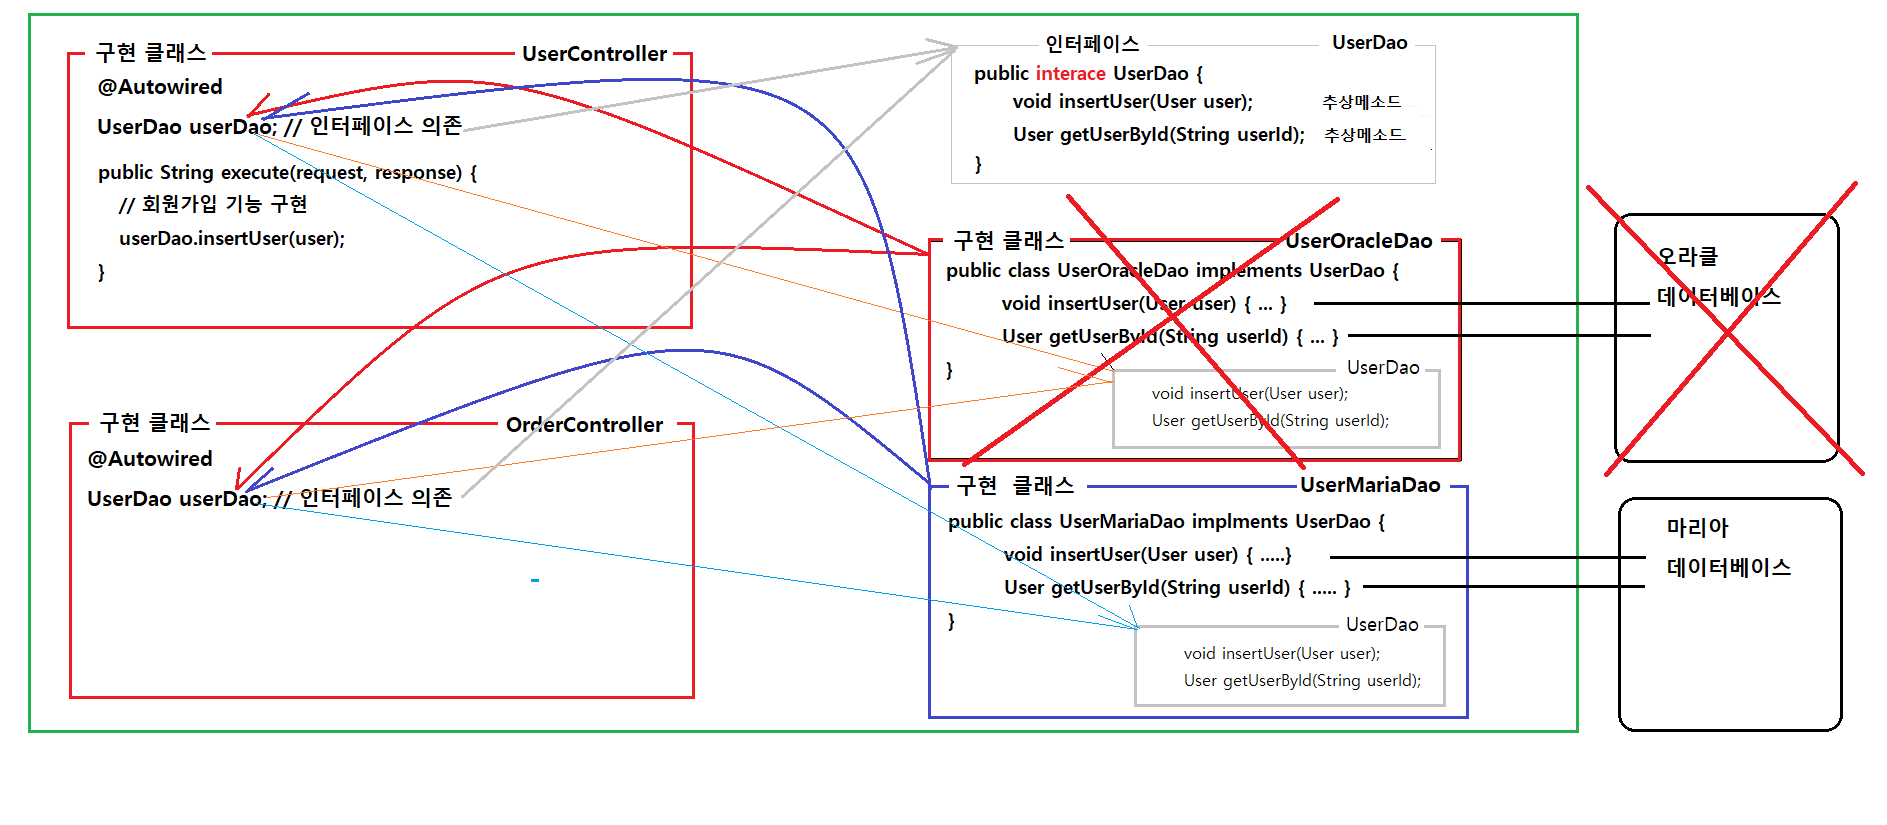 구현 클래스 UserController
@Autowired
UserDao userDao; // 인터페이스 의존
public String execute(request, response) {
// 회원가입 기능 구현
userDao.insertUser(user);
}
구현 클래스 OrderController
@Autowired
UserDao userDao; // 인터페이스 의존
인터페이스 UserDao
public interace UserDao {
void insertUser(User user); 추상메소드
User getUserById(String userId); 추상메소드
}
구현 클래스 UserOracleDao
public class UserOracleDao implements UserDao {
void insertUser(User user) { ... }
User getUserById(String userId) { ... }
}
UserDao
void insertUser(User user);
User getUserById(String userId);
구현 클래스 UserMariaDao
public class UserMariaDao implments UserDao {
void insertUser(User user) { .....}
User getUserById(String userId) { ..... }
}
UserDao
void insertUser(User user);
User getUserById(String userId);
오라클
데이터베이스
마리아
데이터베이스